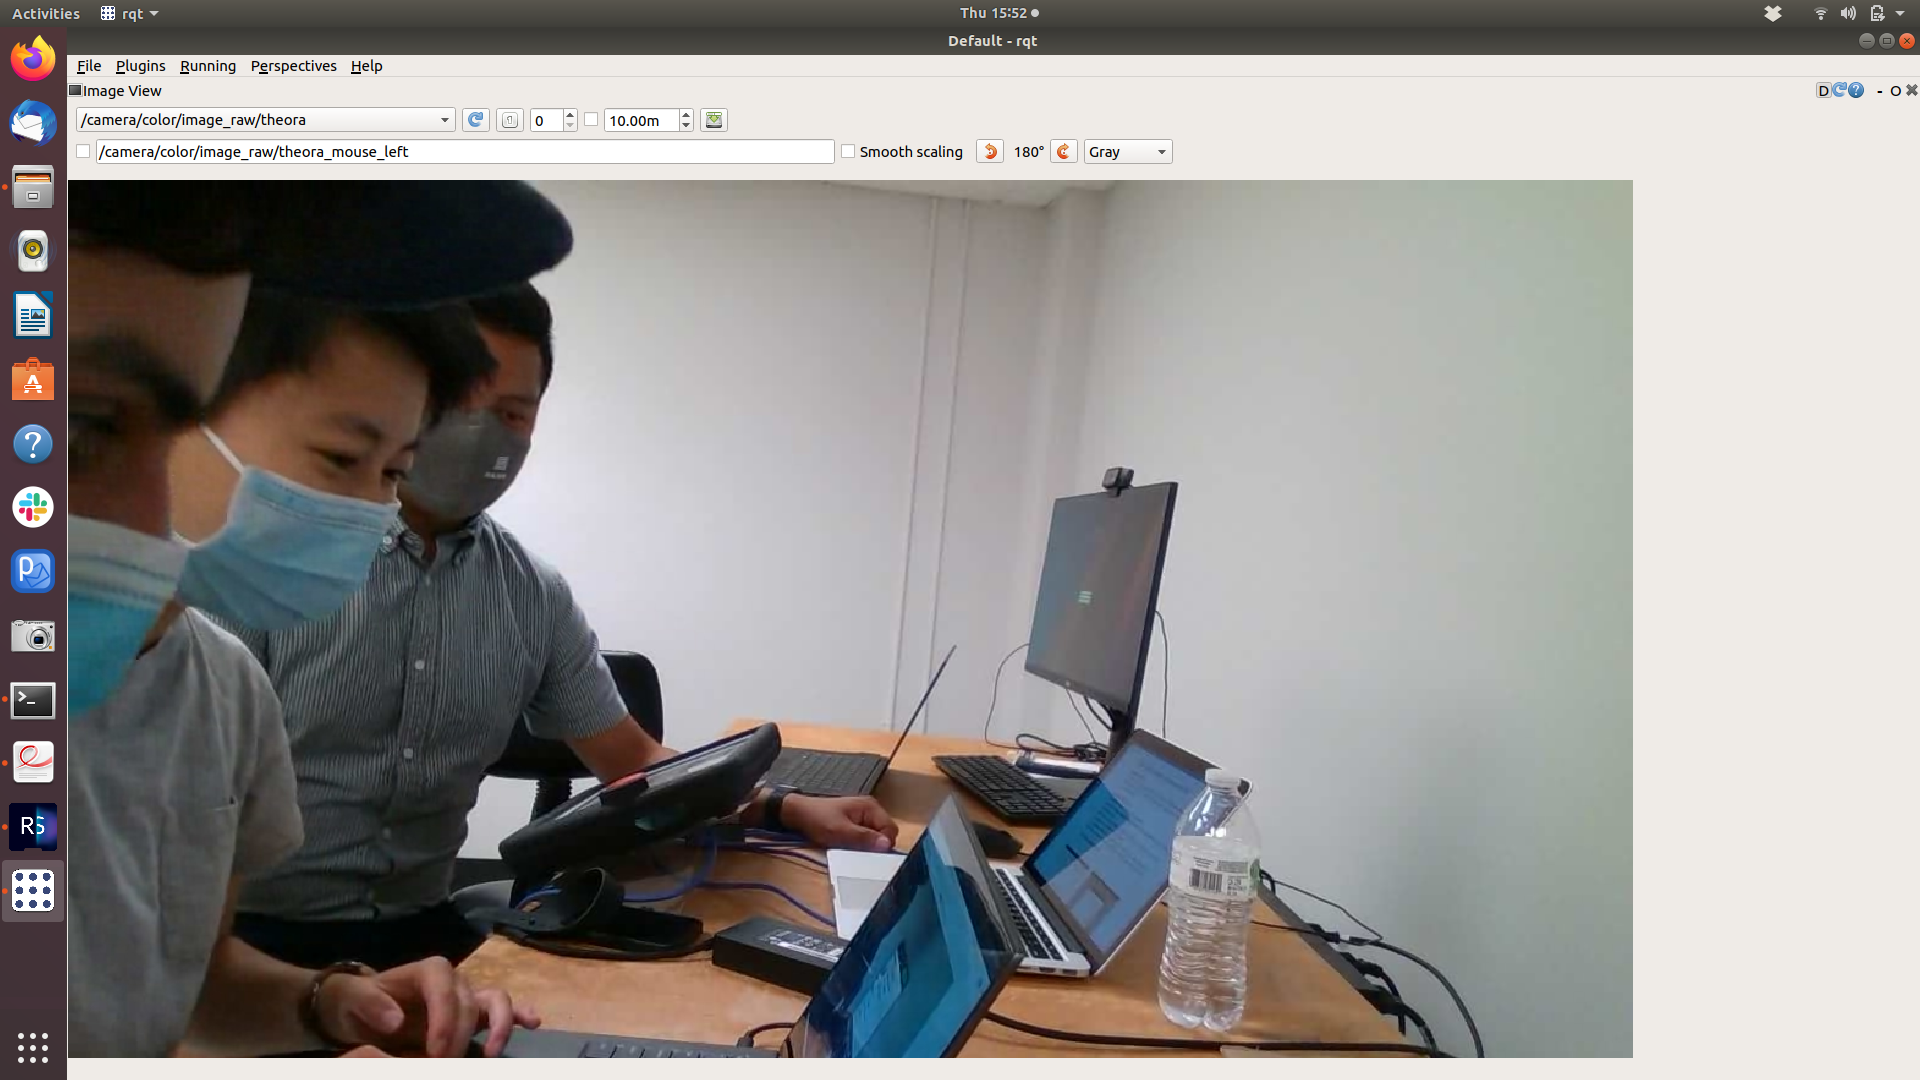 Activities
rqt
Thu 15:52
Default - rqt
File Plugins Running Perspectives Help
Image View
D
- O
/camera/color/image_raw/theora
0
10.00m
/camera/color/image_raw/theora_mouse_left
Smooth scaling
180°
Gray
RS